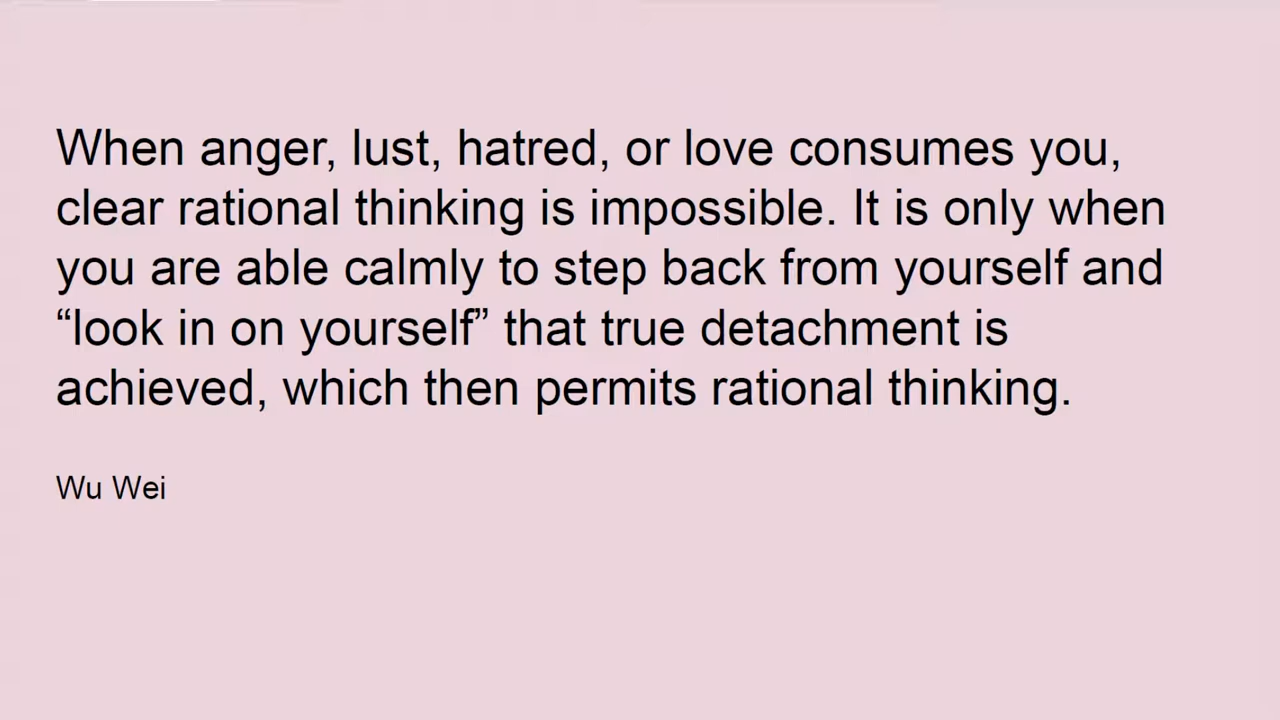 When anger, lust, hatred, or love consumes you,
clear rational thinking is impossible. It is only when
you are able calmly to step back from yourself and
“look in on yourself” that true detachment is
achieved, which then permits rational thinking.
Wu Wei